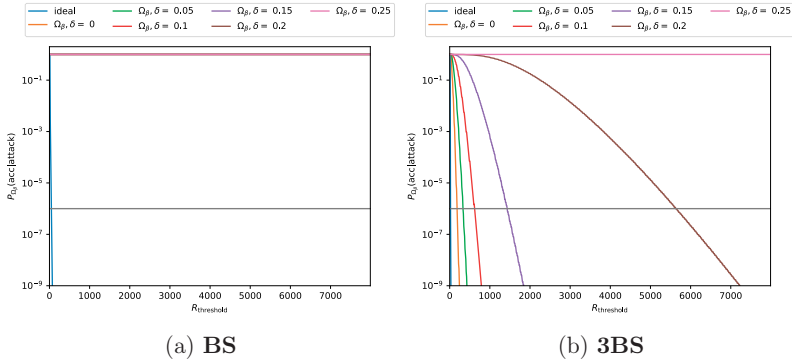 ideal
Ω_β, δ = 0
Ω_β, δ = 0.05
Ω_β, δ = 0.1
Ω_β, δ = 0.15
Ω_β, δ = 0.2
Ω_β, δ = 0.25
P_Ωβ(acc|attack)
10⁻¹
10⁻³
10⁻⁵
10⁻⁷
10⁻⁹
0 1000 2000 3000 4000 5000 6000 7000
R_threshold
(a) BS
ideal
Ω_β, δ = 0
Ω_β, δ = 0.05
Ω_β, δ = 0.1
Ω_β, δ = 0.15
Ω_β, δ = 0.2
Ω_β, δ = 0.25
P_Ωβ(acc|attack)
10⁻¹
10⁻³
10⁻⁵
10⁻⁷
10⁻⁹
0 1000 2000 3000 4000 5000 6000 7000
R_threshold
(b) 3BS